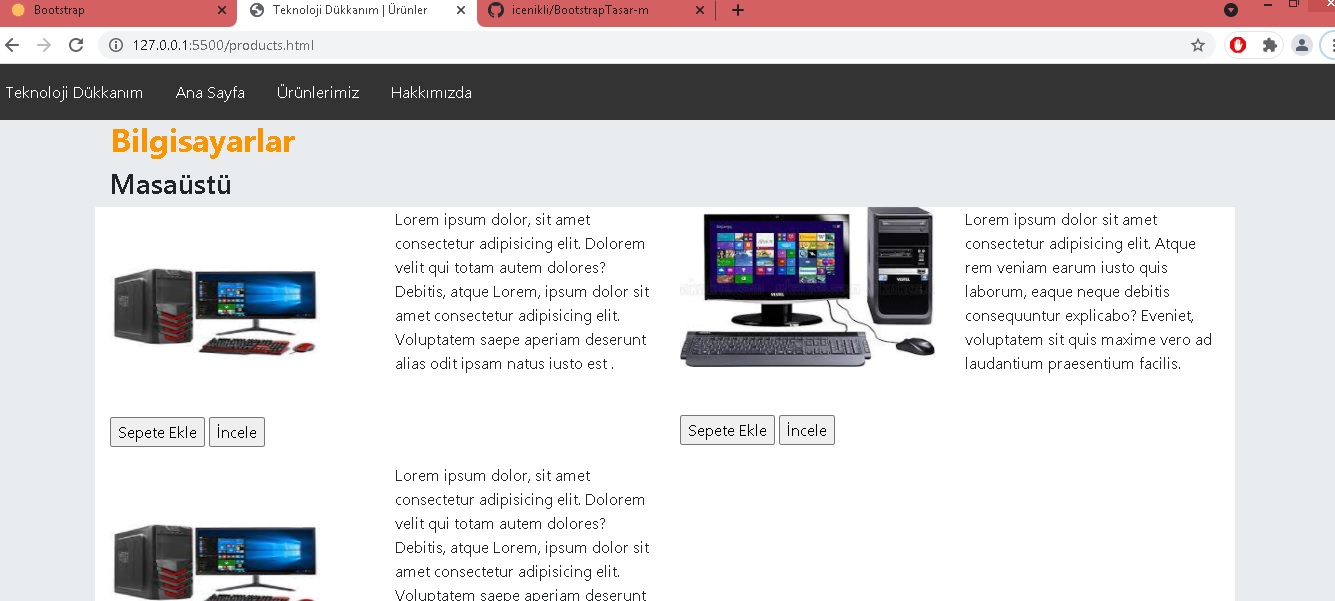 Bootstrap
Teknoloji Dükkanım | Ürünler
icenikli/BootstrapTasar-m
127.0.0.1:5500/products.html
Teknoloji Dükkanım
Ana Sayfa
Ürünlerimiz
Hakkımızda
Bilgisayarlar
Masaüstü
Lorem ipsum dolor, sit amet
consectetur adipisicing elit. Dolorem
velit qui totam autem dolores?
Debitis, atque Lorem, ipsum dolor sit
amet consectetur adipisicing elit.
Voluptatem saepe aperiam deserunt
alias odit ipsam natus iusto est .
Sepete Ekle
İncele
VESTEL
Lorem ipsum dolor sit amet
consectetur adipisicing elit. Atque
rem veniam earum iusto quis
laborum, eaque neque debitis
consequuntur explicabo? Eveniet,
voluptatem sit quis maxime vero ad
laudantium praesentium facilis.
Sepete Ekle
İncele
Lorem ipsum dolor, sit amet
consectetur adipisicing elit. Dolorem
velit qui totam autem dolores?
Debitis, atque Lorem, ipsum dolor sit
amet consectetur adipisicing elit.
Voluptatem saepe aperiam deserunt